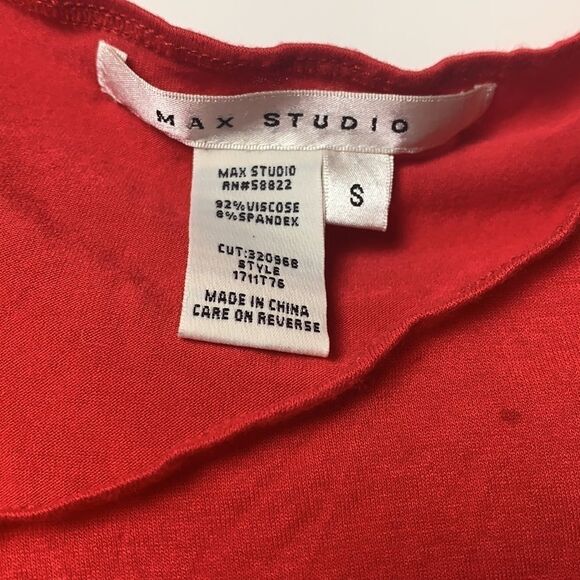 MAX STUDIO
S
MAX STUDIO
RN#58822
92%VISCOSE
8%SPANDEX
CUT:320968
STYLE
1711T76
MADE IN CHINA
CARE ON REVERSE